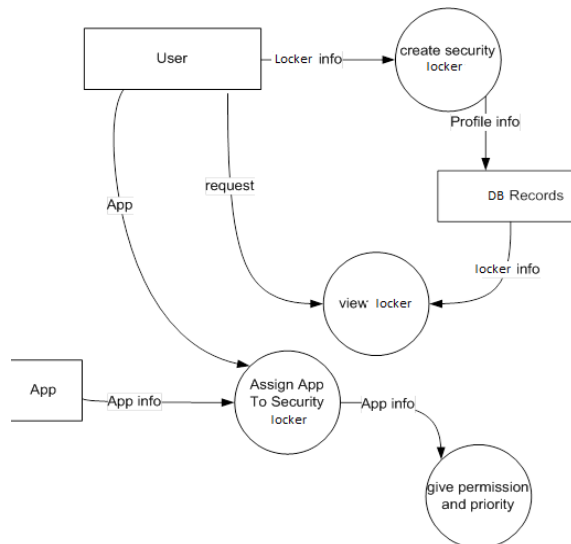 User
Locker info
create security
locker
Profile info
DB Records
request
App
locker info
view locker
App
App info
Assign App
To Security
locker
App info
give permission
and priority